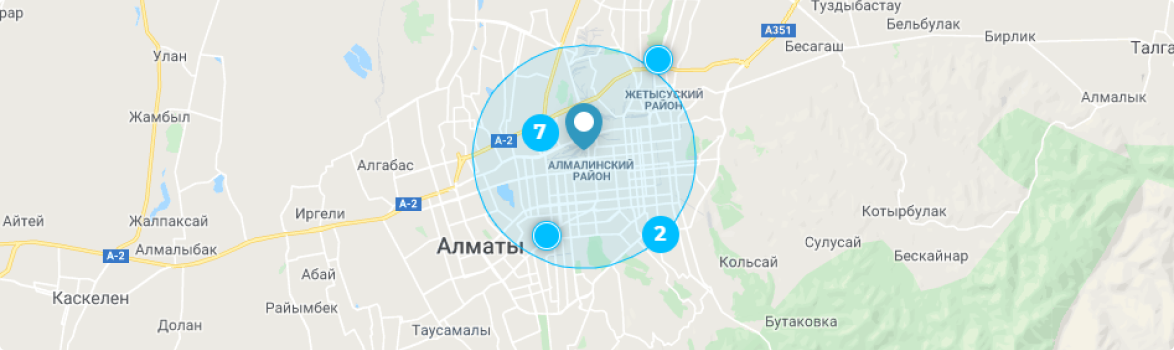 рар
Туздыбастау
Бельбулак
А351
Бирлик
Бесагаш
Талга
Улан
ЖЕТЫСУСКИЙ
РАЙОН
Алмалык
Жамбыл
7
А-2
Алгабас
АЛМАЛИНСКИЙ
РАЙОН
А-2
Иргели
Айтей
Жалпаксай
Котырбулак
Алмалыбак
2
Алматы
Сулусай
А-2
Бескайнар
Кольсай
Абай
Каскелен
Райымбек
Долан
Таусамалы
Бутаковка